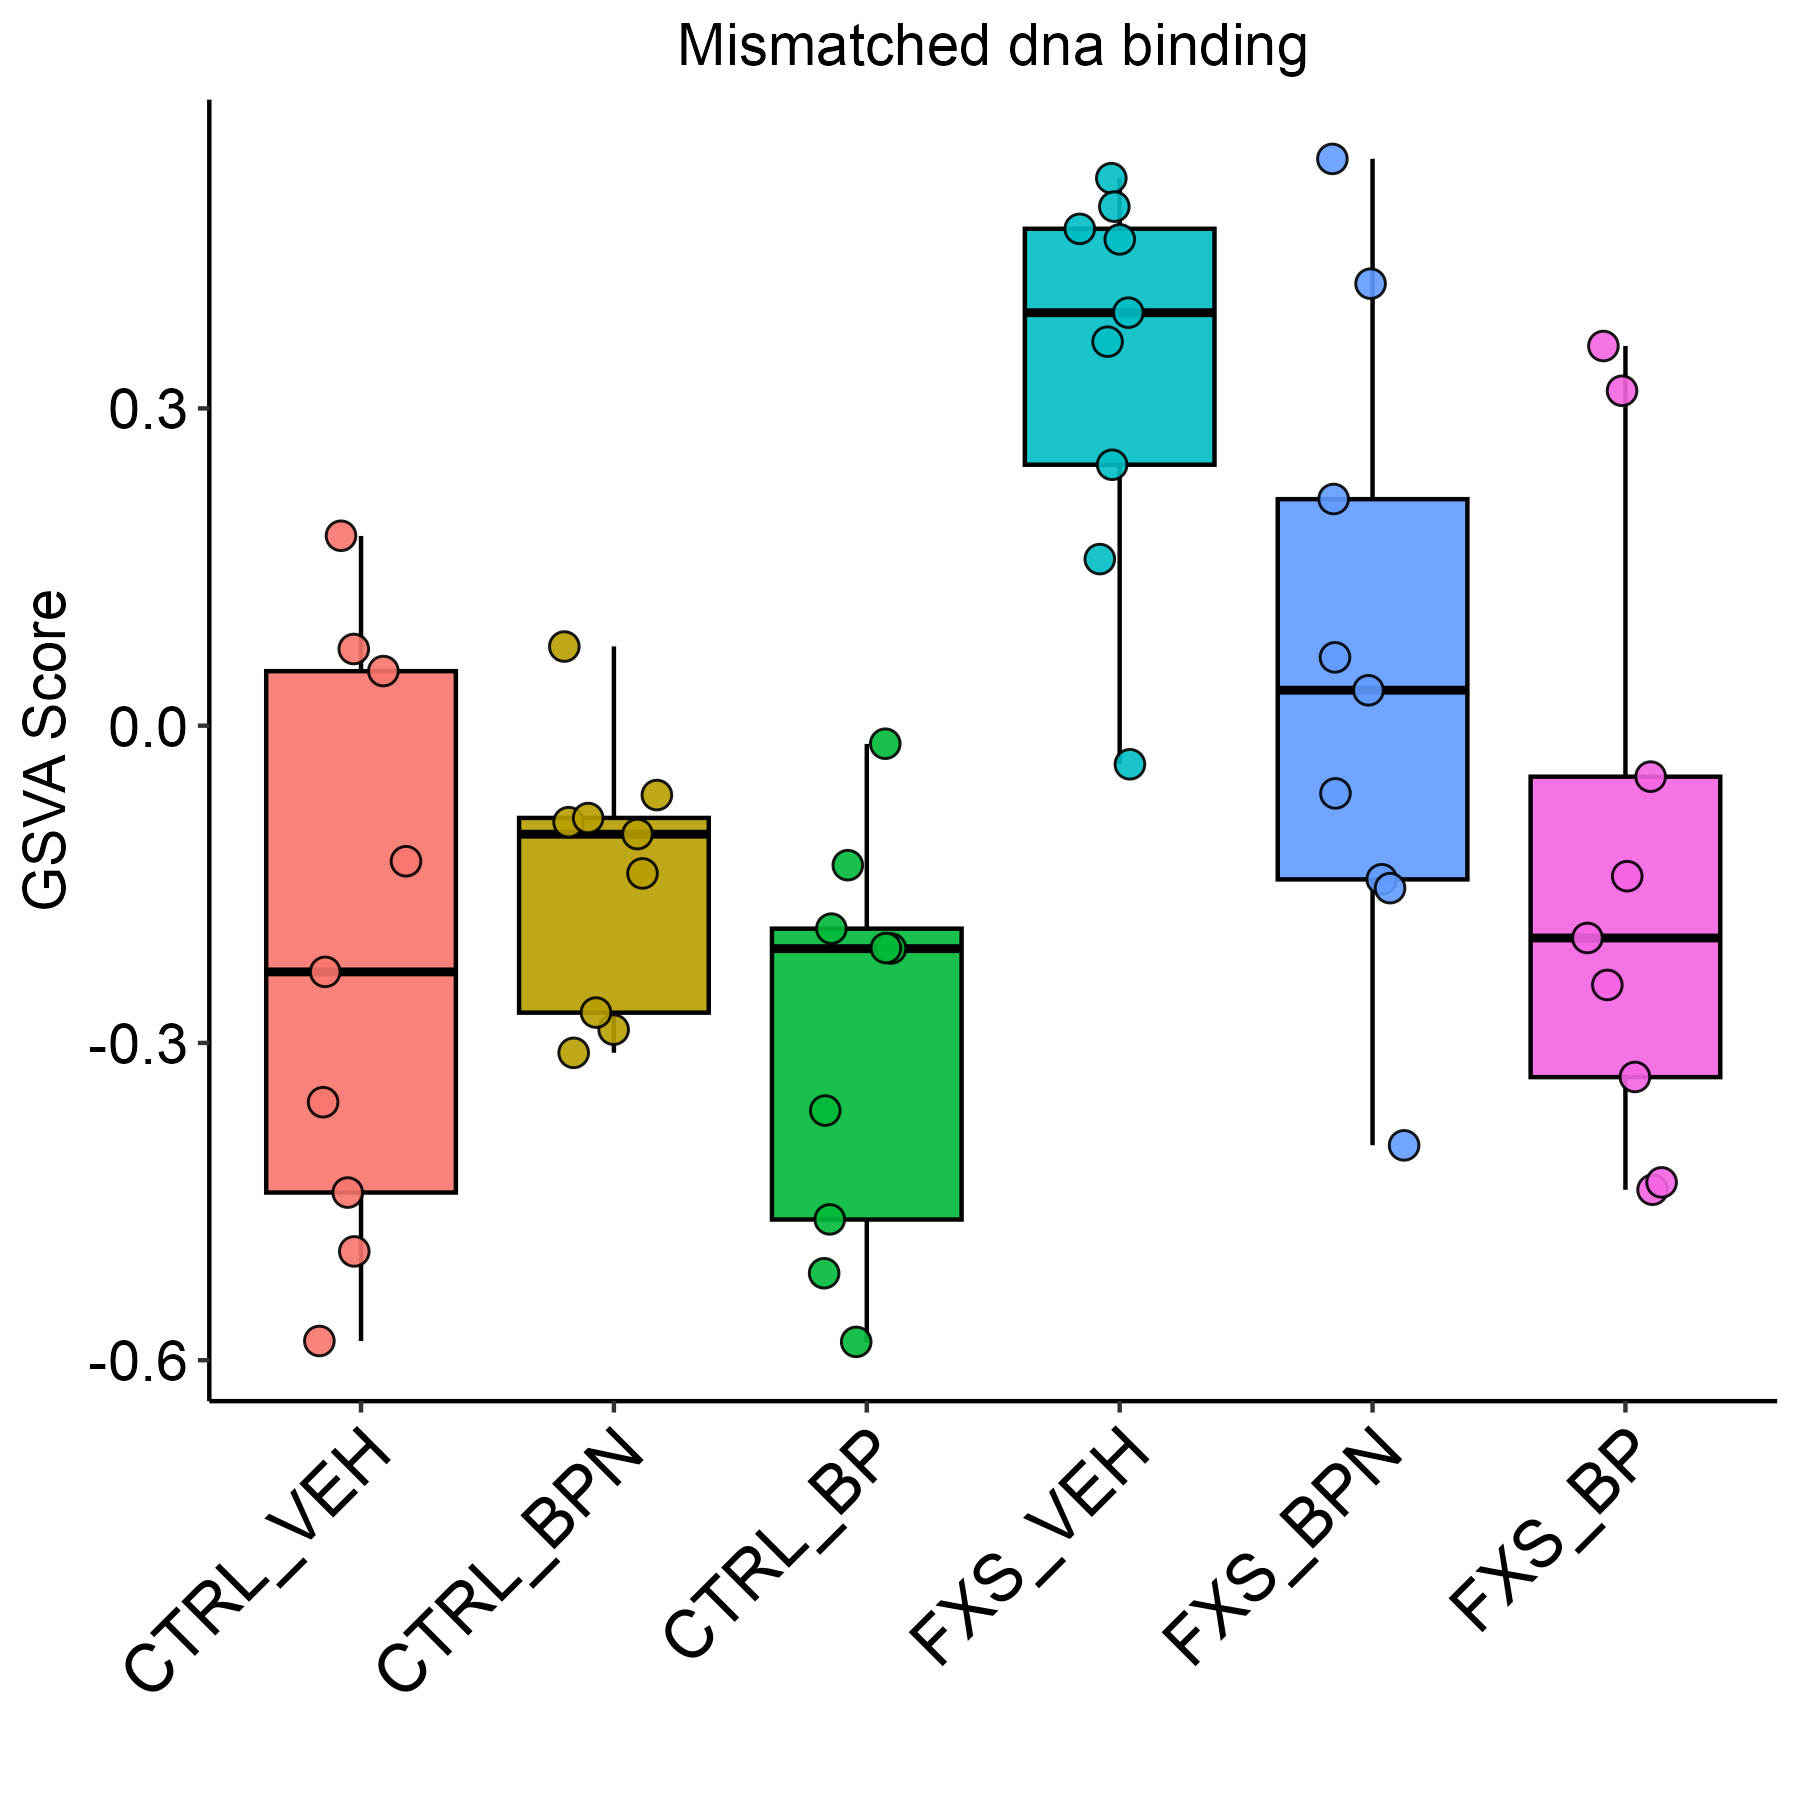 Mismatched dna binding
GSVA Score
0.3
0.0
-0.3
-0.6
CTRL_VEH
CTRL_BPN
CTRL_BP
FXS_VEH
FXS_BPN
FXS_BP